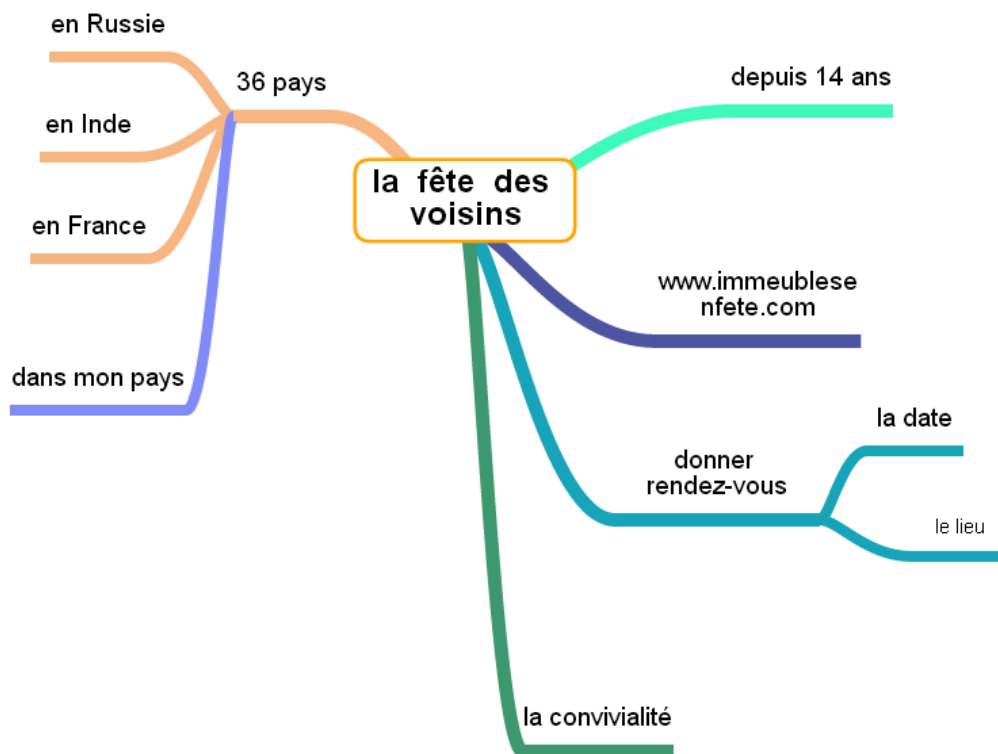 la fête des
voisins
36 pays
en Russie
en Inde
en France
dans mon pays
depuis 14 ans
www.immeublese
nfete.com
donner
rendez-vous
la date
le lieu
la convivialité